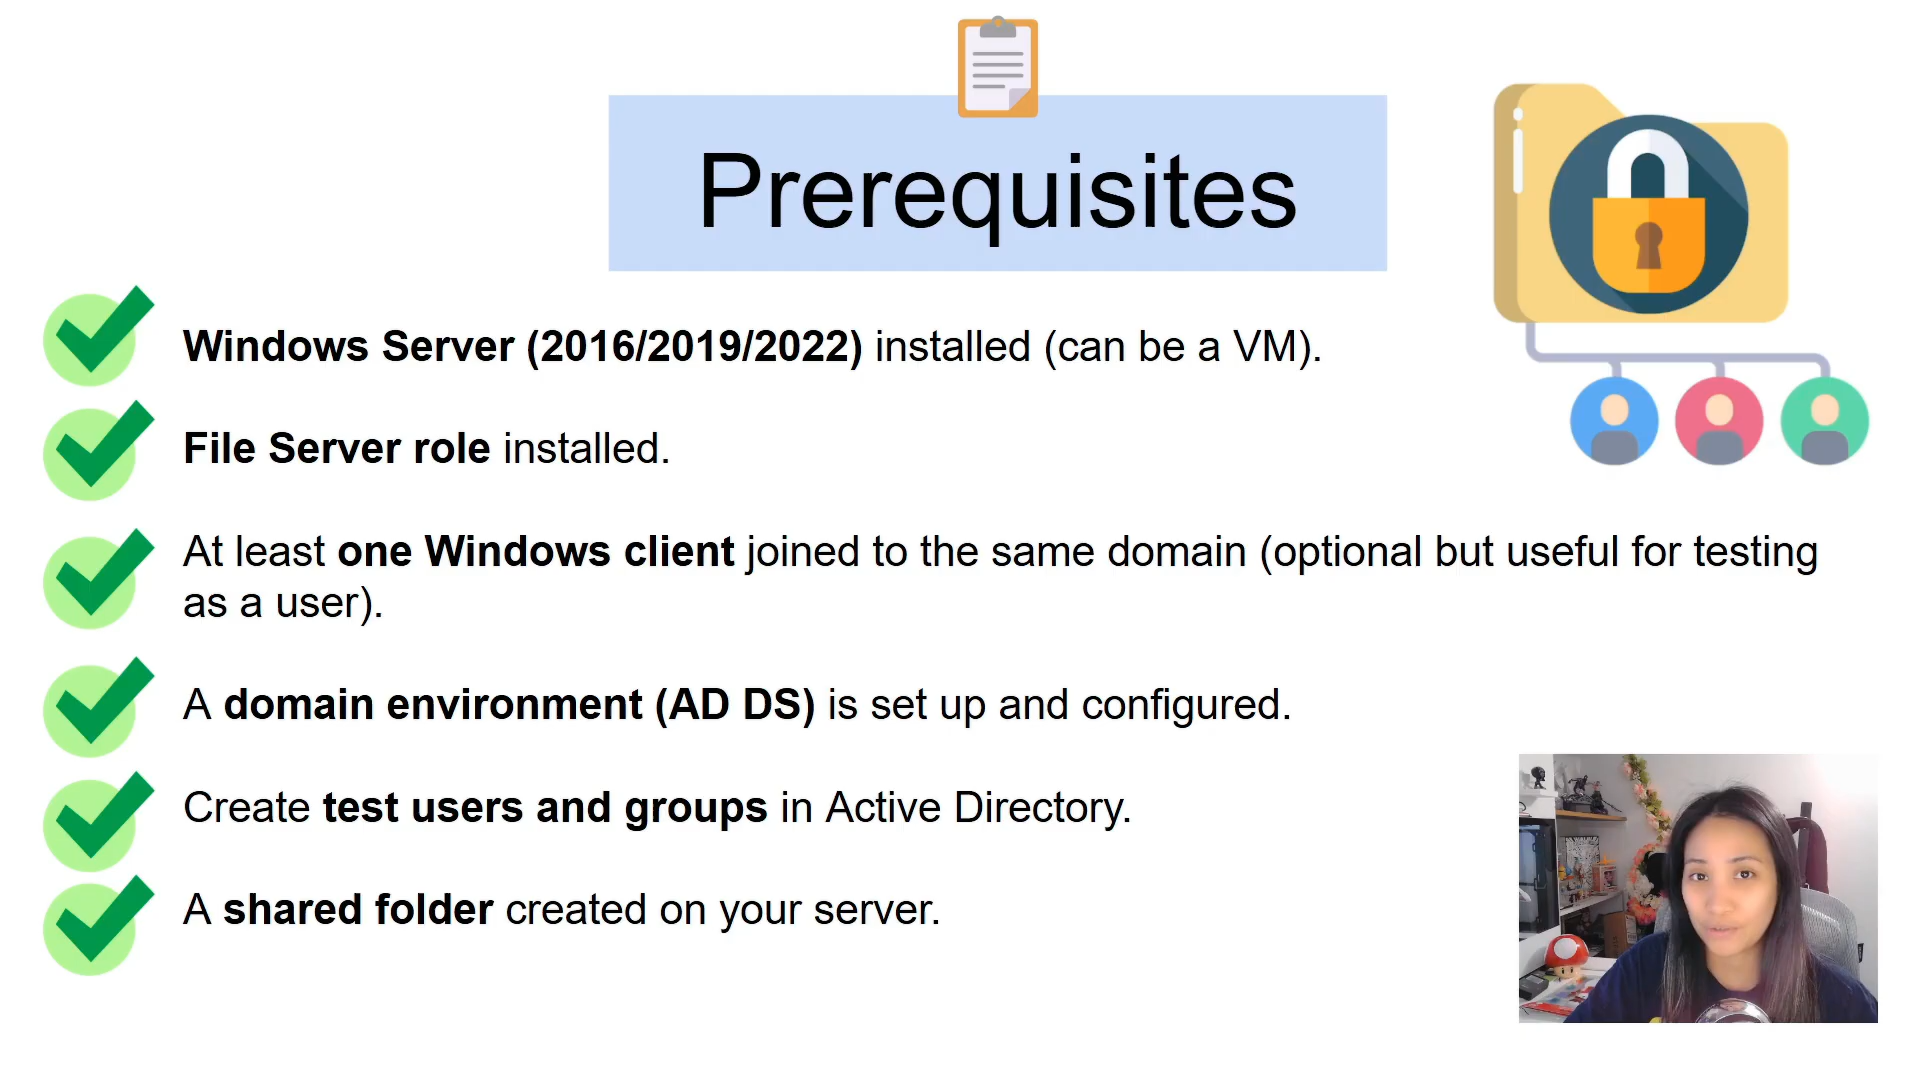 Prerequisites
Windows Server (2016/2019/2022) installed (can be a VM).
File Server role installed.
At least one Windows client joined to the same domain (optional but useful for testing
as a user).
A domain environment (AD DS) is set up and configured.
Create test users and groups in Active Directory.
A shared folder created on your server.